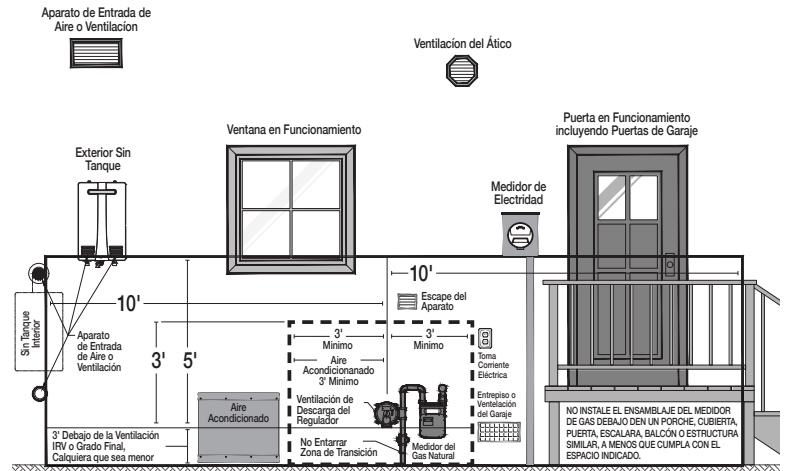 Aparato de Entrada de
Aire o Ventilacíon
Ventilacíon del Ático
Ventana en Funcionamiento
Puerta en Funcionamiento
incluyendo Puertas de Garaje
Exterior Sin
Tanque
Medidor de
Electridad
10'
10'
Escape del
Aparato
Sin Tanque
Interior
Aparato
de Entrada
de Aire o
Ventilación
3'
5'
3'
Minimo
3'
Minimo
Aire
Acondicionanado
3' Minimo
Toma
Corriente
Eléctrica
Aire
Acondicionado
Ventilación de
Descarga del
Regulador
Entrepiso o
Ventelación
del Garaje
3' Debajo de la Ventilación
IRV o Grado Final,
Calquiera que sea menor
No Entarrar
Zona de Transición
Medidor del
Gas Natural
NO INSTALE EL ENSAMBLAJE DEL MEDIDOR
DE GAS DEBAJO DEN UN PORCHE, CUBIERTA,
PUERTA, ESCALARA, BALCÓN O ESTRUCTURA
SIMILAR, A MENOS QUE CUMPLA CON EL
ESPACIO INDICADO.